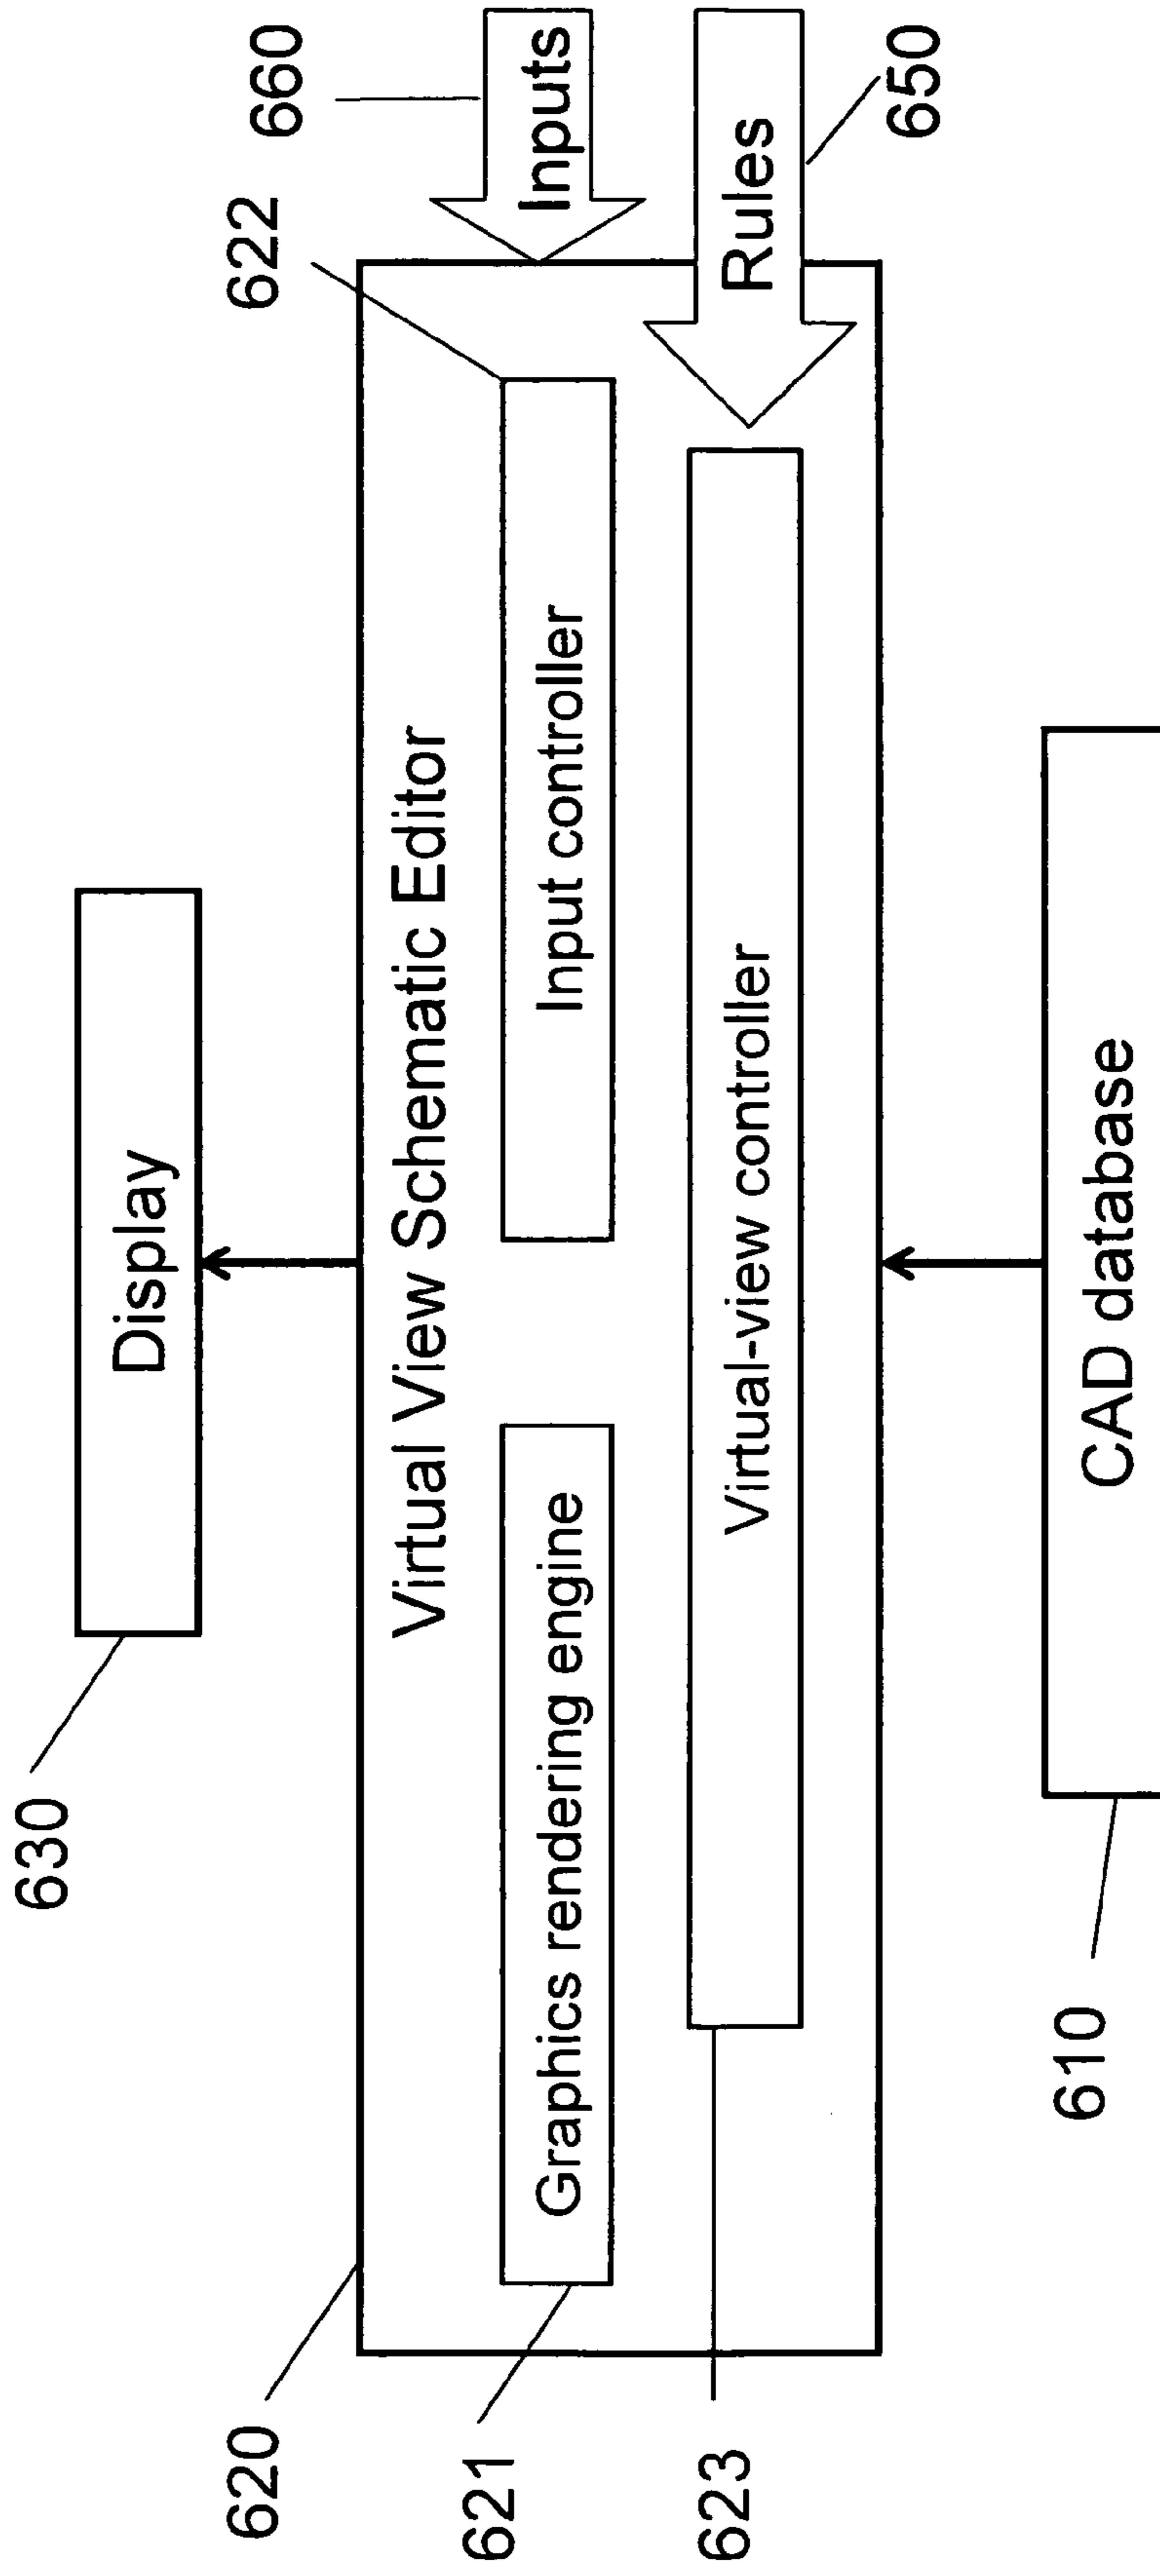 630
Display
620
622
660
Virtual View Schematic Editor
Inputs
621
Graphics rendering engine
Input controller
623
Virtual-view controller
Rules
650
610
CAD database